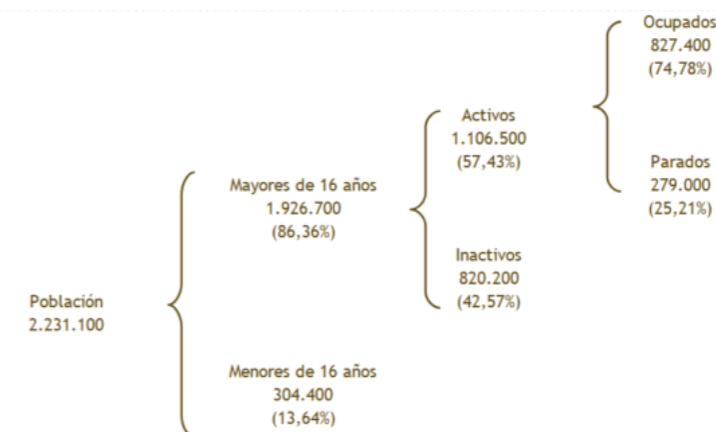 Ocupados
827.400
(74,78%)
Activos
1.106.500
(57,43%)
Parados
279.000
(25,21%)
Mayores de 16 años
1.926.700
(86,36%)
Inactivos
820.200
(42,57%)
Población
2.231.100
Menores de 16 años
304.400
(13,64%)